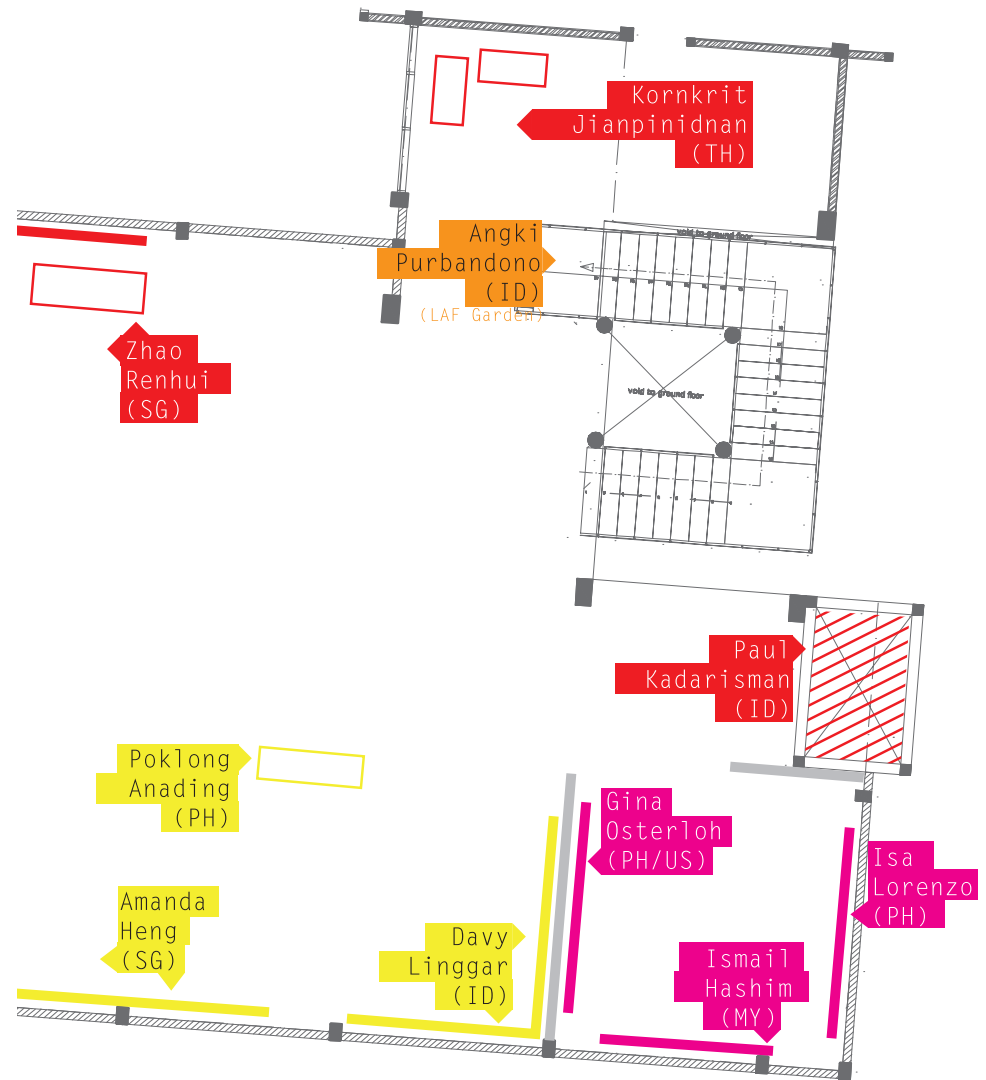 Kornkrit
Jianpinidnan
(TH)
Angki
Purbandono
(ID)
(LAF Garden)
void to ground floor
Zhao
Renhui
(SG)
void to ground floor
Paul
Kadarisman
(ID)
Poklong
Anading
(PH)
Gina
Osterloh
(PH/US)
Isa
Lorenzo
(PH)
Amanda
Heng
(SG)
Davy
Linggar
(ID)
Ismail
Hashim
(MY)